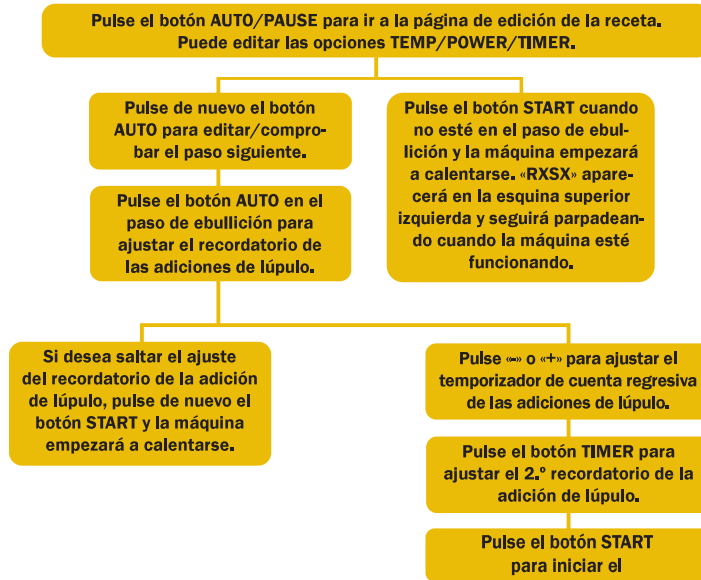 Pulse el botón AUTO/PAUSE para ir a la página de edición de la receta.
Puede editar las opciones TEMP/POWER/TIMER.
Pulse de nuevo el botón
AUTO para editar/compro-
bar el paso siguiente.
Pulse el botón AUTO en el
paso de ebullición para
ajustar el recordatorio de
las adiciones de lúpulo.
Pulse el botón START cuando
no esté en el paso de ebul-
lición y la máquina empezará
a calentarse. «RXSX» apare-
cerá en la esquina superior
izquierda y seguirá parpadean-
do cuando la máquina esté
funcionando.
Si desea saltar el ajuste
del recordatorio de la adición
de lúpulo, pulse de nuevo el
botón START y la máquina
empezará a calentarse.
Pulse «-» o «+» para ajustar el
temporizador de cuenta regresiva
de las adiciones de lúpulo.
Pulse el botón TIMER para
ajustar el 2.º recordatorio de la
adición de lúpulo.
Pulse el botón START
para iniciar el